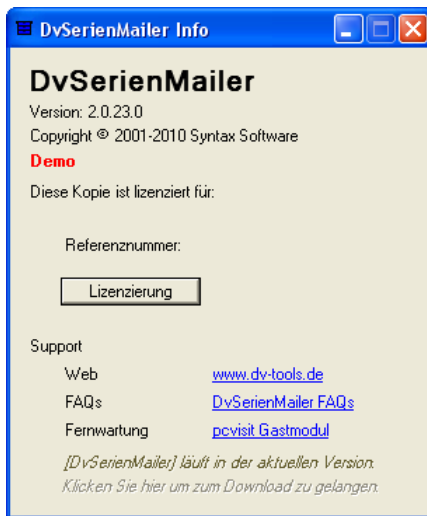 DvSerienMailer Info
DvSerienMailer
Version: 2.0.23.0
Copyright © 2001-2010 Syntax Software
Demo
Diese Kopie ist lizenziert für:
Referenznummer:
Lizenzierung
Support
Web www.dv-tools.de
FAQs DvSerienMailer FAQs
Fernwartung pcvisit Gastmodul
[DvSerienMailer] läuft in der aktuellen Version.
Klicken Sie hier um zum Download zu gelangen.